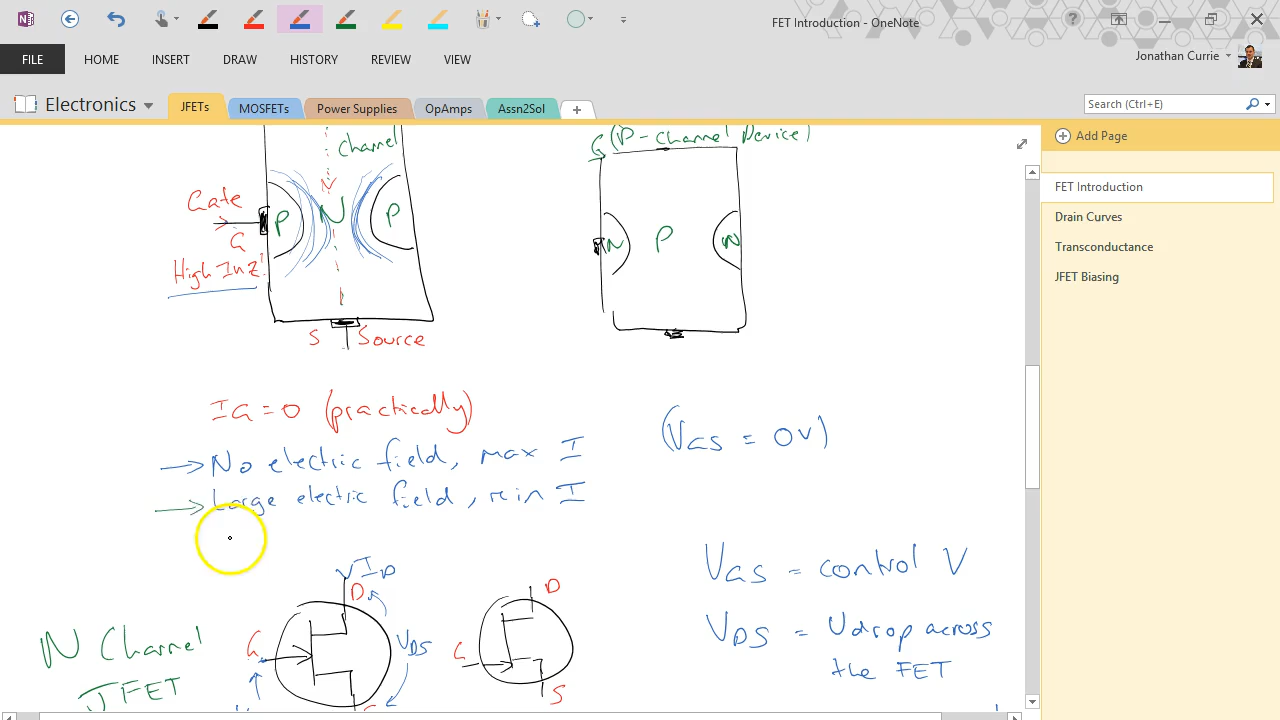 FET Introduction - OneNote
?
FILE HOME INSERT DRAW HISTORY REVIEW VIEW
Jonathan Currie
Electronics JFETs MOSFETs Power Supplies OpAmps Assn2Sol
Search (Ctrl+E)
Add Page
FET Introduction
Drain Curves
Transconductance
JFET Biasing
Channel
N
Gate
G
High In Z!
P N P
S Source
(P-Channel Device)
N P N
IG = 0 (practically)
No electric field, max I
(VGS = 0V)
Large electric field, min I
VGS = control V
VDS = Vdrop across
the FET
N Channel
JFET
ID
D
G
VDS
D
G
S